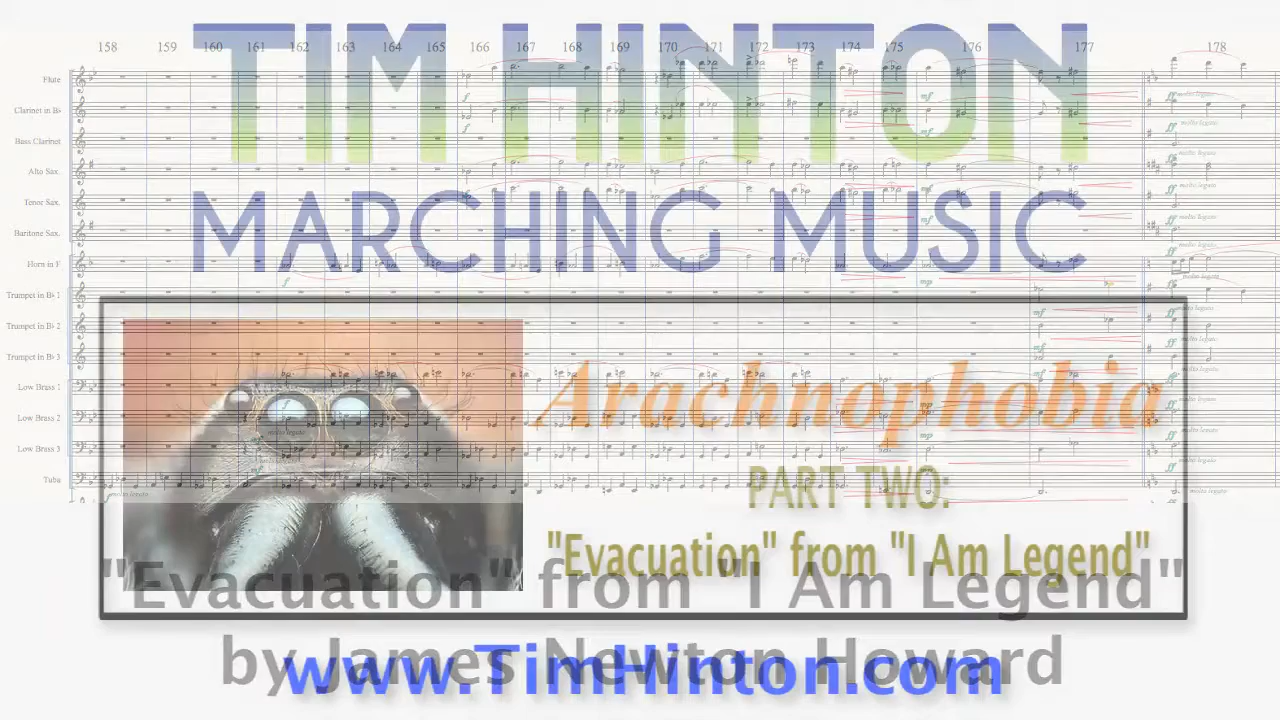 TIM HINTON
158 159 160 161 162 163 164 165 166 167 168 169 170 171 172 173 174 175 176 177 178
Flute
Clarinet in B♭
Bass Clarinet
Alto Sax.
Tenor Sax.
Baritone Sax.
MARCHING MUSIC
Horn in F
Trumpet in B♭ 1
Trumpet in B♭ 2
Trumpet in B♭ 3
Low Brass 1
Low Brass 2
Low Brass 3
Tuba
Arachnophobia
PART TWO:
"Evacuation" from "I Am Legend"
"Evacuation" from "I Am Legend"
by James Newton Howard
www.TimHinton.com